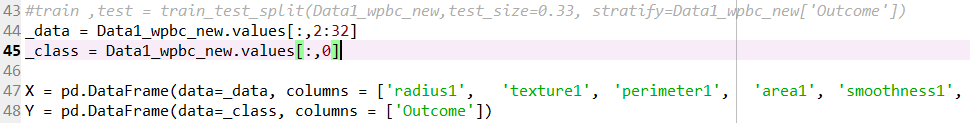 43 #train ,test = train_test_split(Data1_wpbc_new,test_size=0.33, stratify=Data1_wpbc_new['Outcome'])
44 _data = Data1_wpbc_new.values[:,2:32]
45 _class = Data1_wpbc_new.values[:,0]
46
47 X = pd.DataFrame(data=_data, columns = ['radius1',   'texture1',  'perimeter1',   'area1', 'smoothness1',
48 Y = pd.DataFrame(data=_class, columns = ['Outcome'])